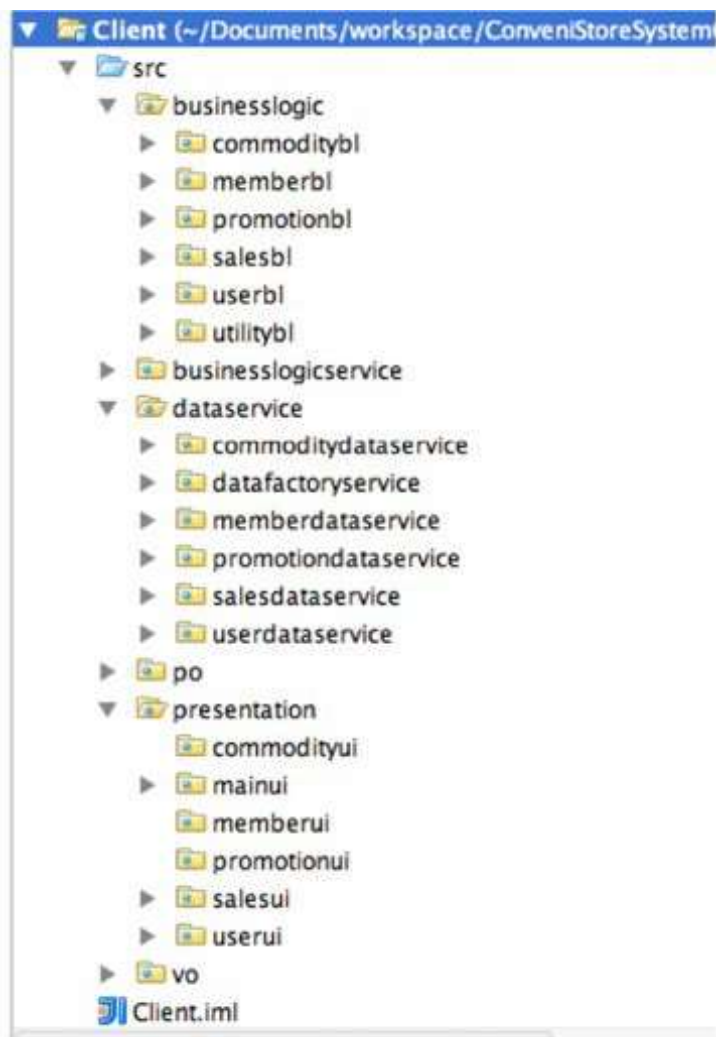 Client (~/Documents/workspace/ConveniStoreSystem
src
businesslogic
commoditybl
memberbl
promotionbl
salesbl
userbl
utilitybl
businesslogicservice
dataservice
commoditydataservice
datafactoryservice
memberdataservice
promotiondataservice
salesdataservice
userdataservice
po
presentation
commodityui
mainui
memberui
promotionui
salesui
userui
vo
Client.iml